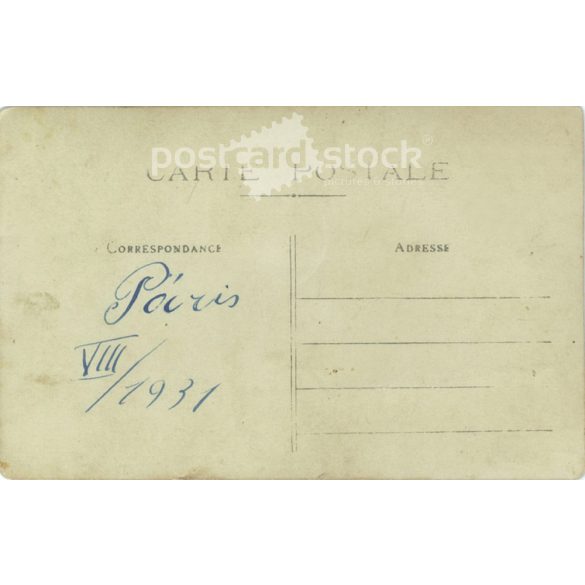 postcard stock®
CARTE POSTALE
CORRESPONDANCE
ADRESSE
Páris
VIII/1931